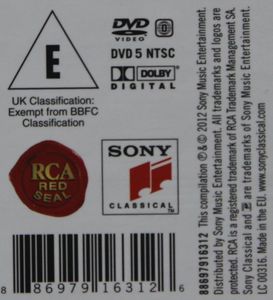 E
UK Classification:
Exempt from BBFC
Classification
DVD
VIDEO
0
DVD 5 NTSC
DOLBY
DIGITAL
RCA
RED
SEAL
SONY
CLASSICAL
TM
8 86979 16312 6
88697916312
This compilation ℗ & © 2012 Sony Music Entertainment.
Distributed by Sony Music Entertainment. All trademarks and logos are
protected. RCA is a registered trademark of RCA Trademark Management SA.
Sony Classical and are trademarks of Sony Music Entertainment.
LC 00316. Made in the EU. www.sonyclassical.com